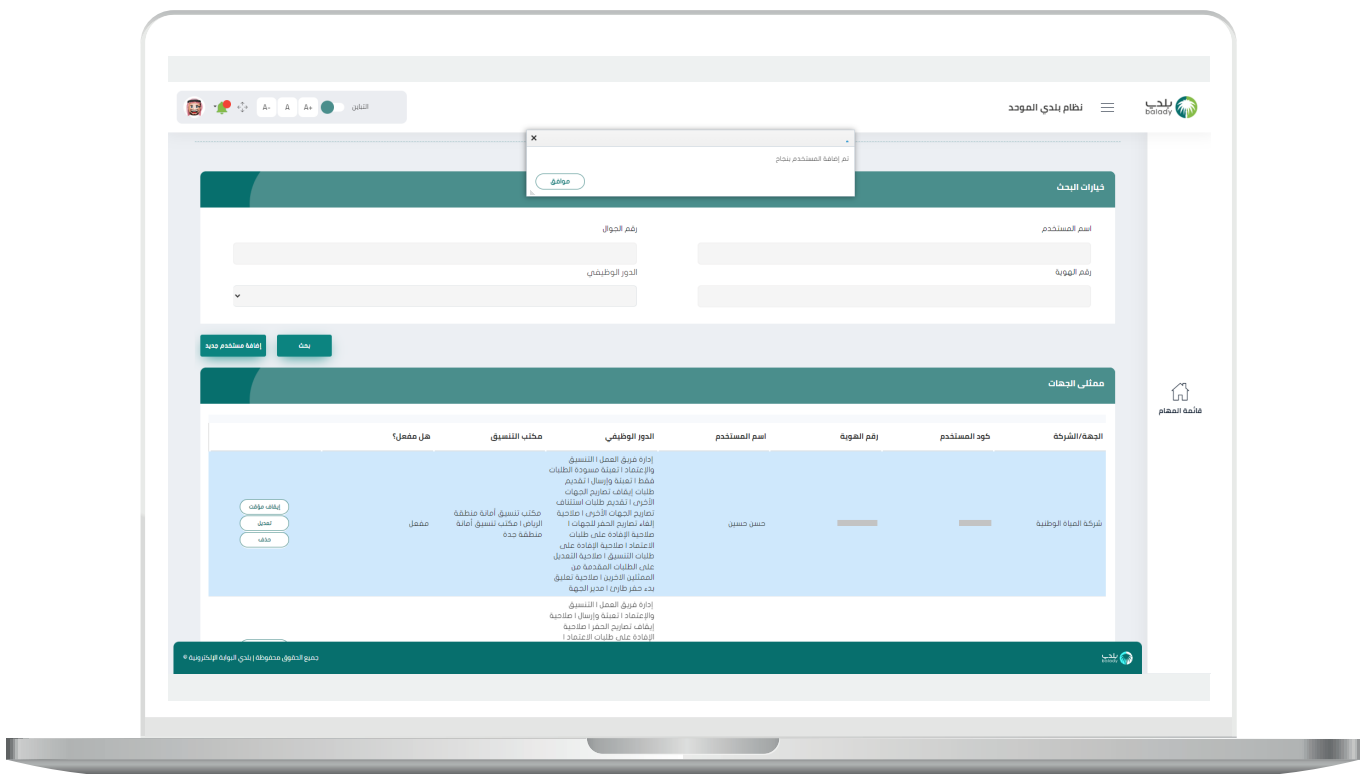 بلدي
balady
نظام بلدي الموحد
التباين
A+
A
A-
تم إضافة المستخدم بنجاح
موافق
خيارات البحث
اسم المستخدم
رقم الجوال
رقم الهوية
الدور الوظيفي
بحث
إضافة مستخدم جديد
قائمة المهام
ممثلى الجهات
الجهة/الشركة
كود المستخدم
رقم الهوية
اسم المستخدم
الدور الوظيفي
مكتب التنسيق
هل مفعل؟
شركة المياه الوطنية
حسن حسين
إدارة فريق العمل | التنسيق
والإعتماد | تعبئة مسودة الطلبات
فقط | تعبئة وإرسال | تقديم
طلبات إيقاف تصاريح الجهات
الأخرى | تقديم طلبات استئناف
تصاريح الجهات الأخرى | صلاحية
إلغاء تصاريح الحفر للجهات |
صلاحية الإفادة على طلبات
الاعتماد | صلاحية الإفادة على
طلبات التنسيق | صلاحية التعديل
على الطلبات المقدمة من
الممثلين الاخرين | صلاحية تعليق
بدء حفر طارئ | مدير الجهة
مكتب تنسيق أمانة منطقة
الرياض | مكتب تنسيق أمانة
منطقة جدة
مفعل
إيقاف مؤقت
تعديل
حذف
إدارة فريق العمل | التنسيق
والإعتماد | تعبئة وإرسال | صلاحية
إيقاف تصاريح الحفر | صلاحية
الإفادة على طلبات الاعتماد |
بلدي
balady
جميع الحقوق محفوظة | بلدي البوابة الإلكترونية ©